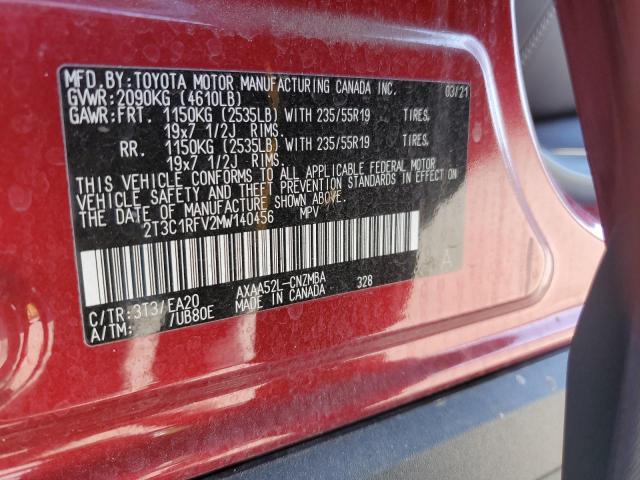 MFD.BY: TOYOTA MOTOR MANUFACTURING CANADA INC. 03/21
GVWR: 2090KG (4610LB)
GAWR: FRT. 1150KG (2535LB) WITH 235/55R19 TIRES,
19x7 1/2J RIMS,
RR. 1150KG (2535LB) WITH 235/55R19 TIRES,
19x7 1/2J RIMS,
THIS VEHICLE CONFORMS TO ALL APPLICABLE FEDERAL MOTOR
VEHICLE SAFETY AND THEFT PREVENTION STANDARDS IN EFFECT ON
THE DATE OF MANUFACTURE SHOWN ABOVE.
2T3C1RFV2MW140456 MPV
A
AXAA52L-CNZMBA 328
C/TR: 3T3/EA20 MADE IN CANADA
A/TM: /UB80E